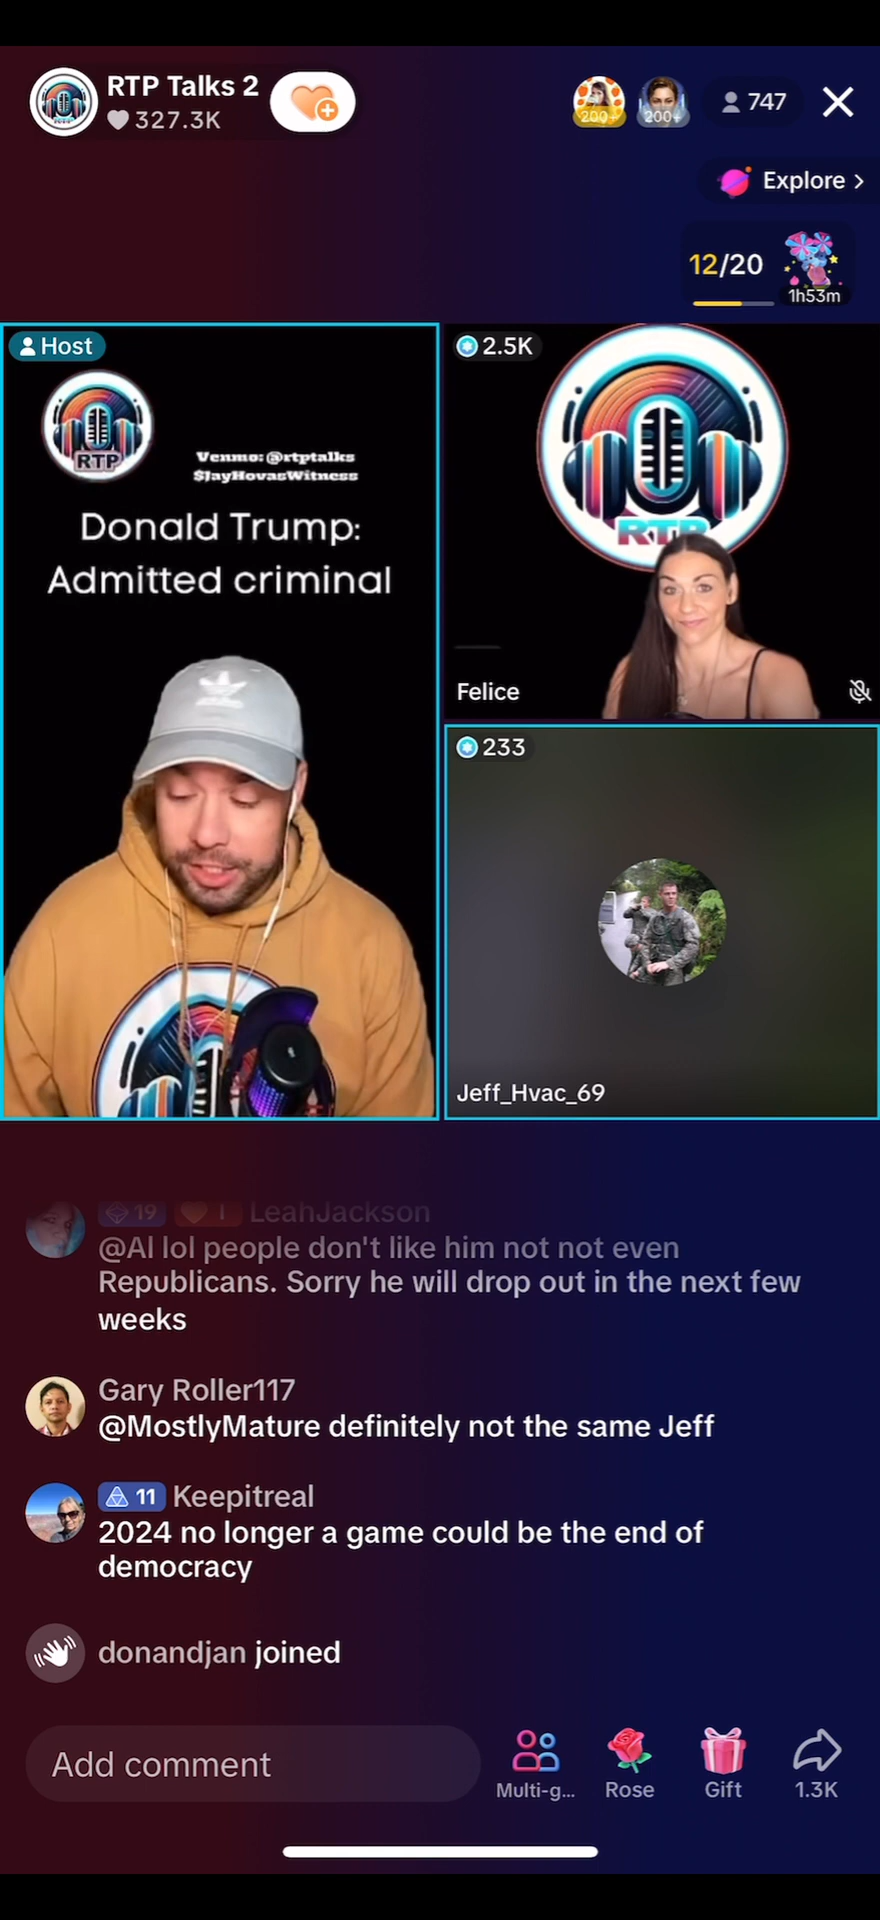 RTP Talks 2
327.3K
200+
200+
747
Explore >
12/20
1h53m
Host
RTP
Venmo: @rtptalks
$JayHovasWitness
Donald Trump:
Admitted criminal
2.5K
RTP
Felice
233
Jeff_Hvac_69
19 1 LeahJackson
@Al lol people don't like him not not even
Republicans. Sorry he will drop out in the next few
weeks
Gary Roller117
@MostlyMature definitely not the same Jeff
11 Keepitreal
2024 no longer a game could be the end of
democracy
donandjan joined
Add comment
Multi-g...
Rose
Gift
1.3K